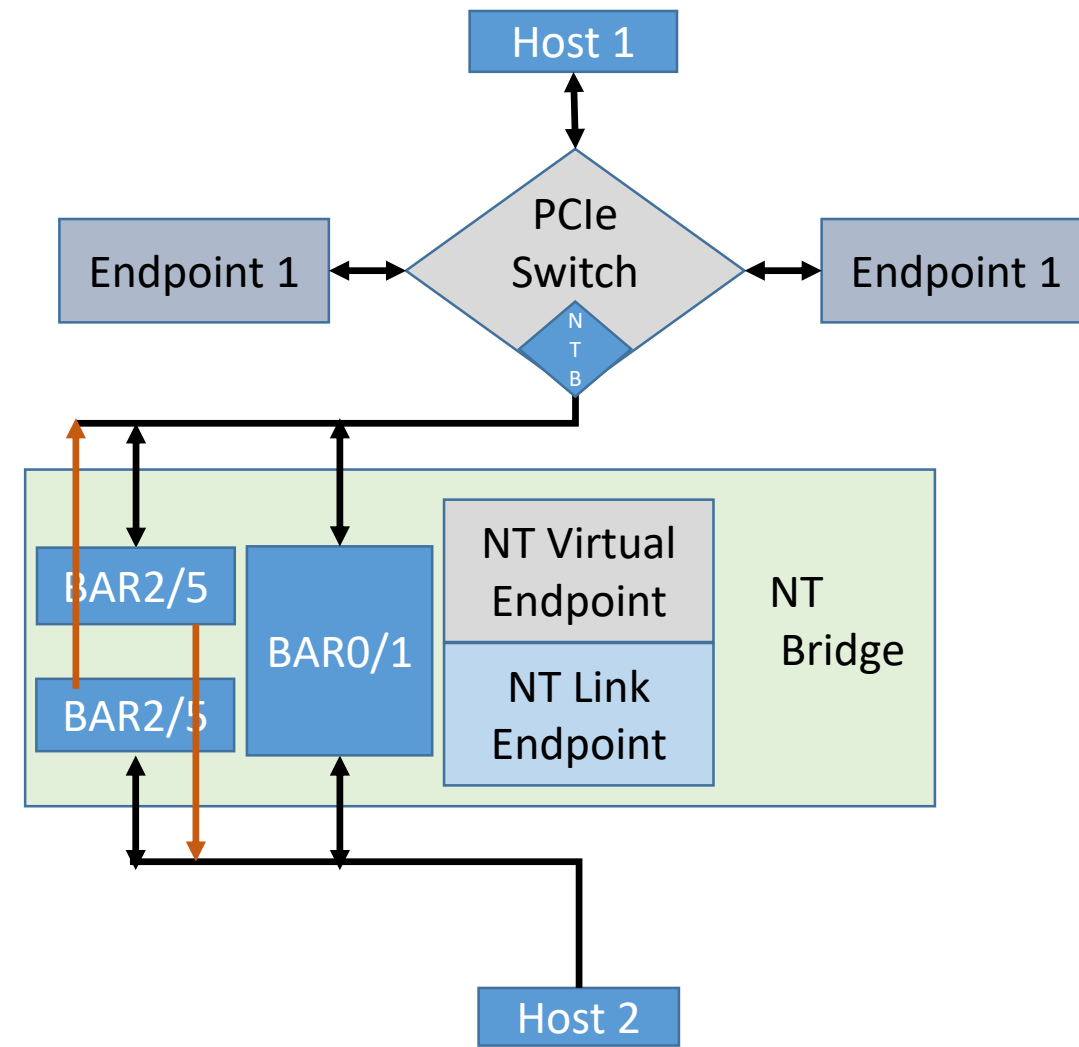 Host 1
PCIe
Switch
Endpoint 1
Endpoint 1
N
T
B
BAR2/5
BAR2/5
BAR0/1
NT Virtual
Endpoint
NT Link
Endpoint
NT
Bridge
Host 2